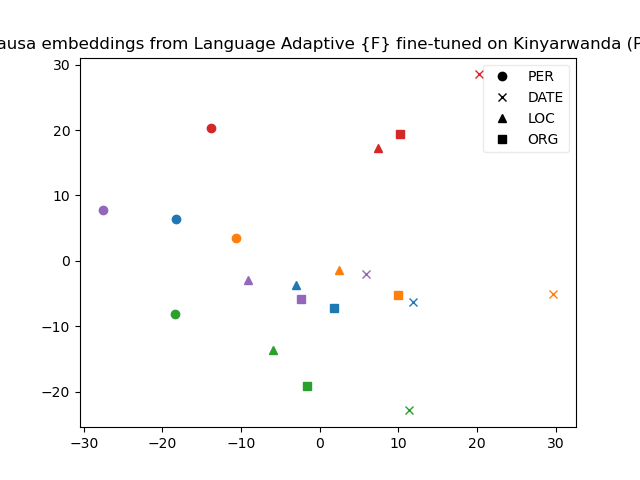 ausa embeddings from Language Adaptive {F} fine-tuned on Kinyarwanda (P
30
20
10
0
−10
−20
−30
−20
−10
0
10
20
30
PER
DATE
LOC
ORG